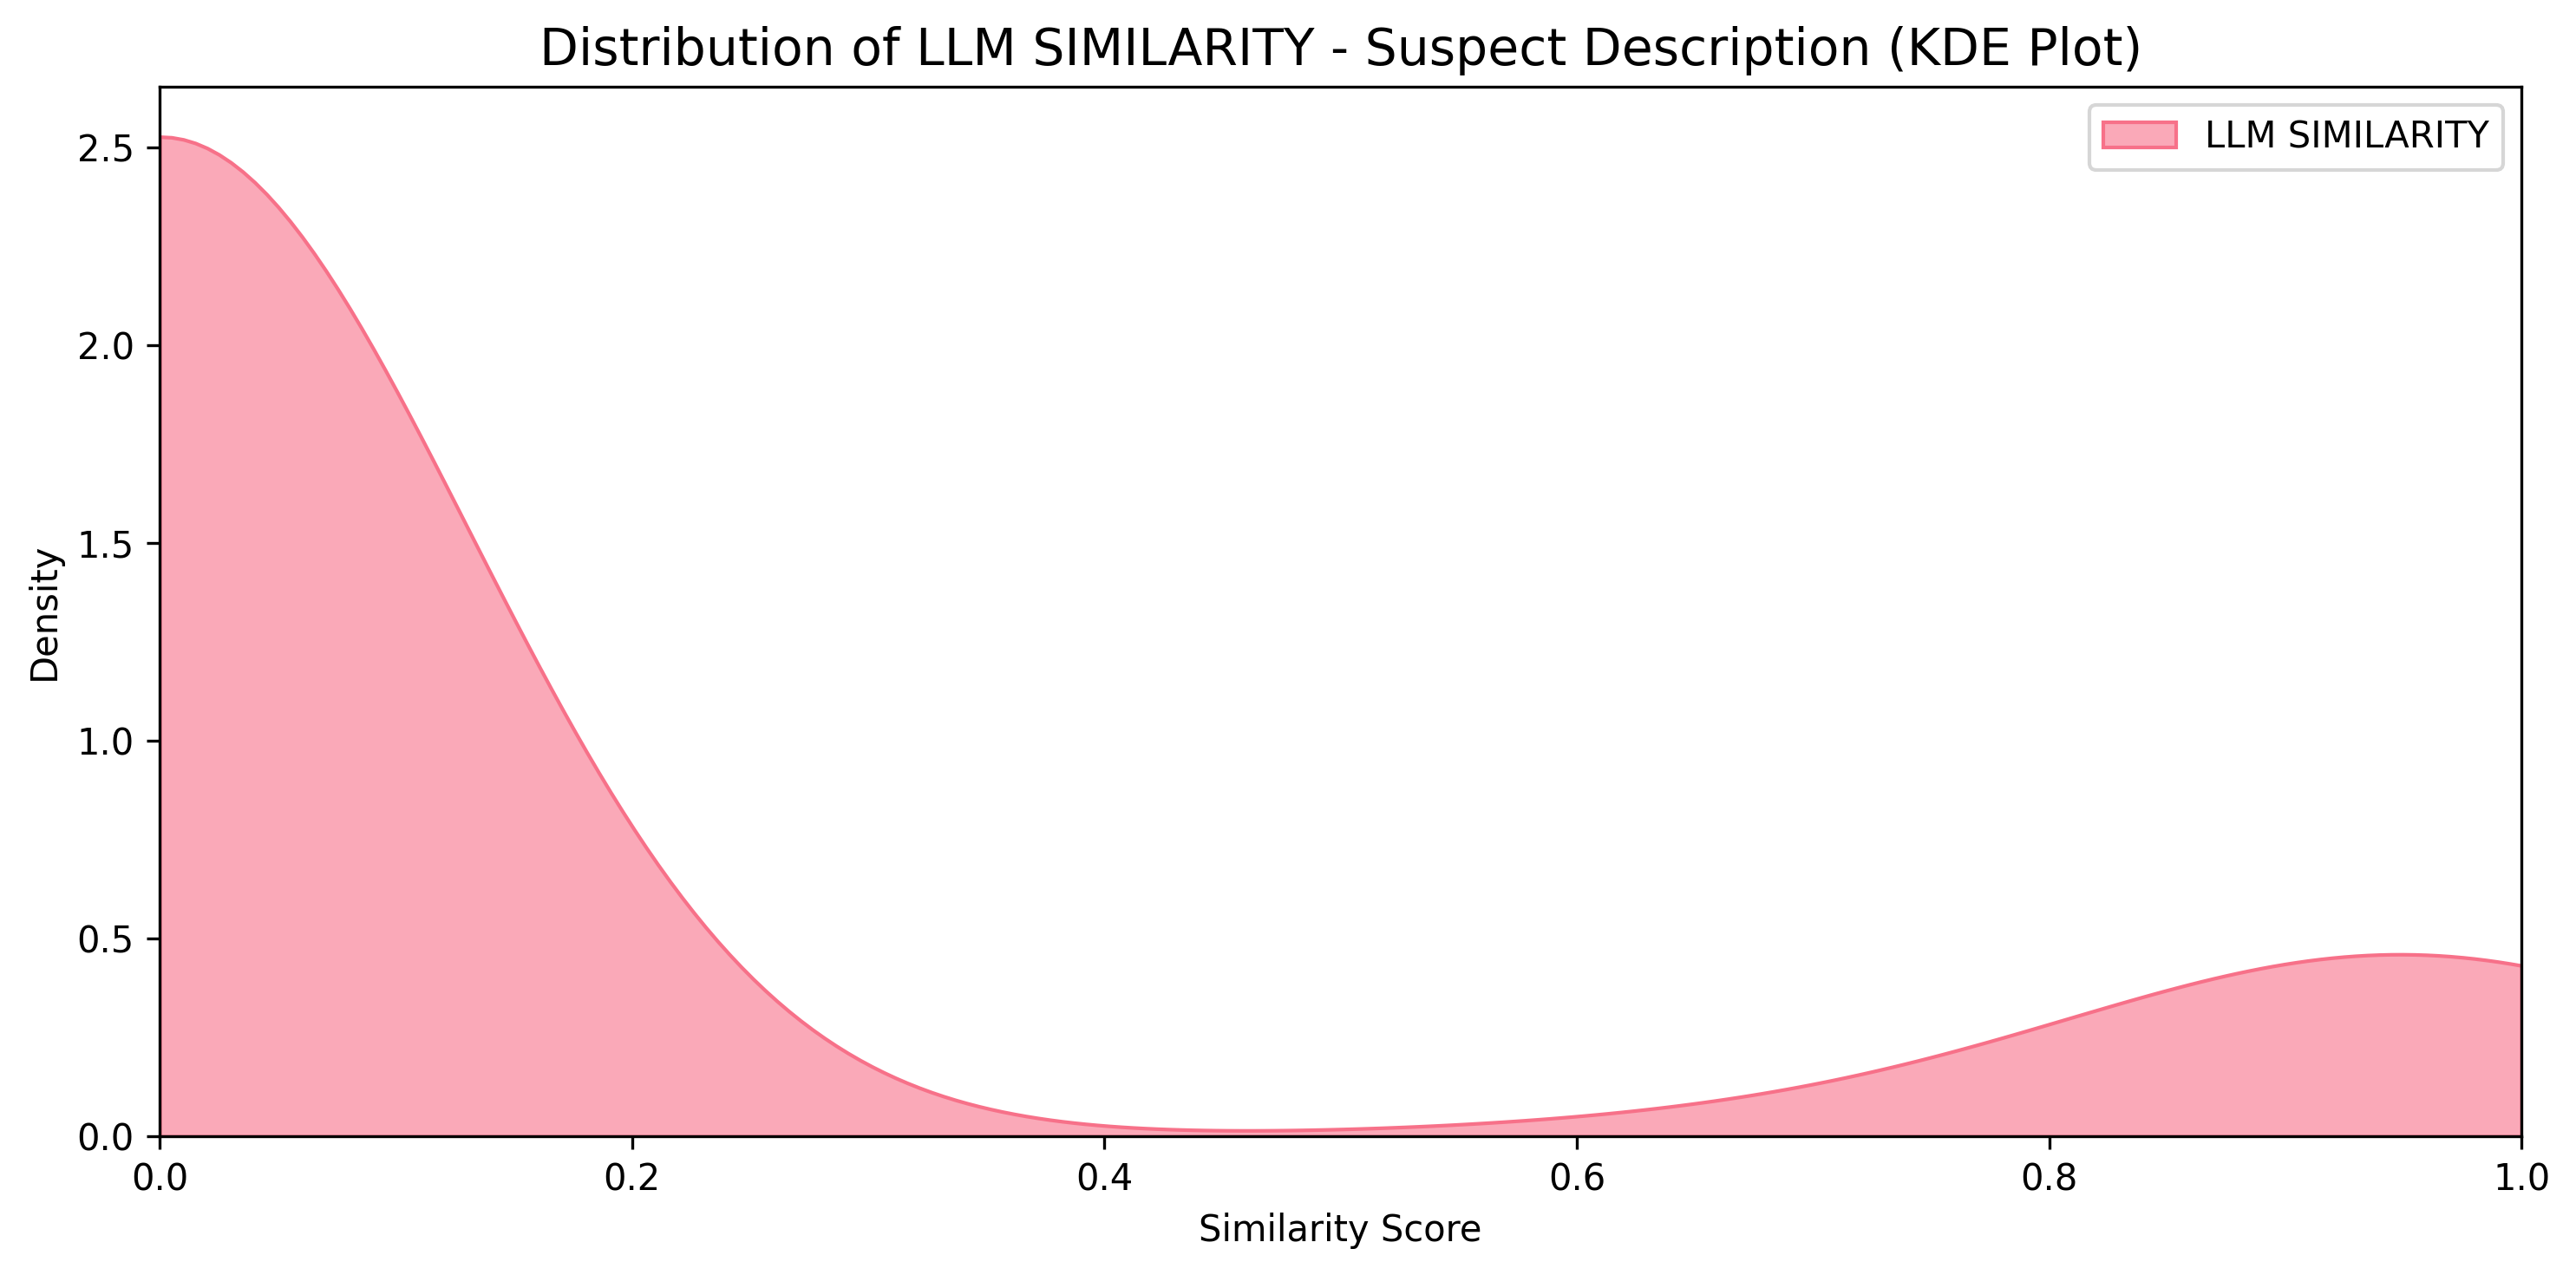 Distribution of LLM SIMILARITY - Suspect Description (KDE Plot)
LLM SIMILARITY
Density
2.5
2.0
1.5
1.0
0.5
0.0
0.0 0.2 0.4 0.6 0.8 1.0
Similarity Score